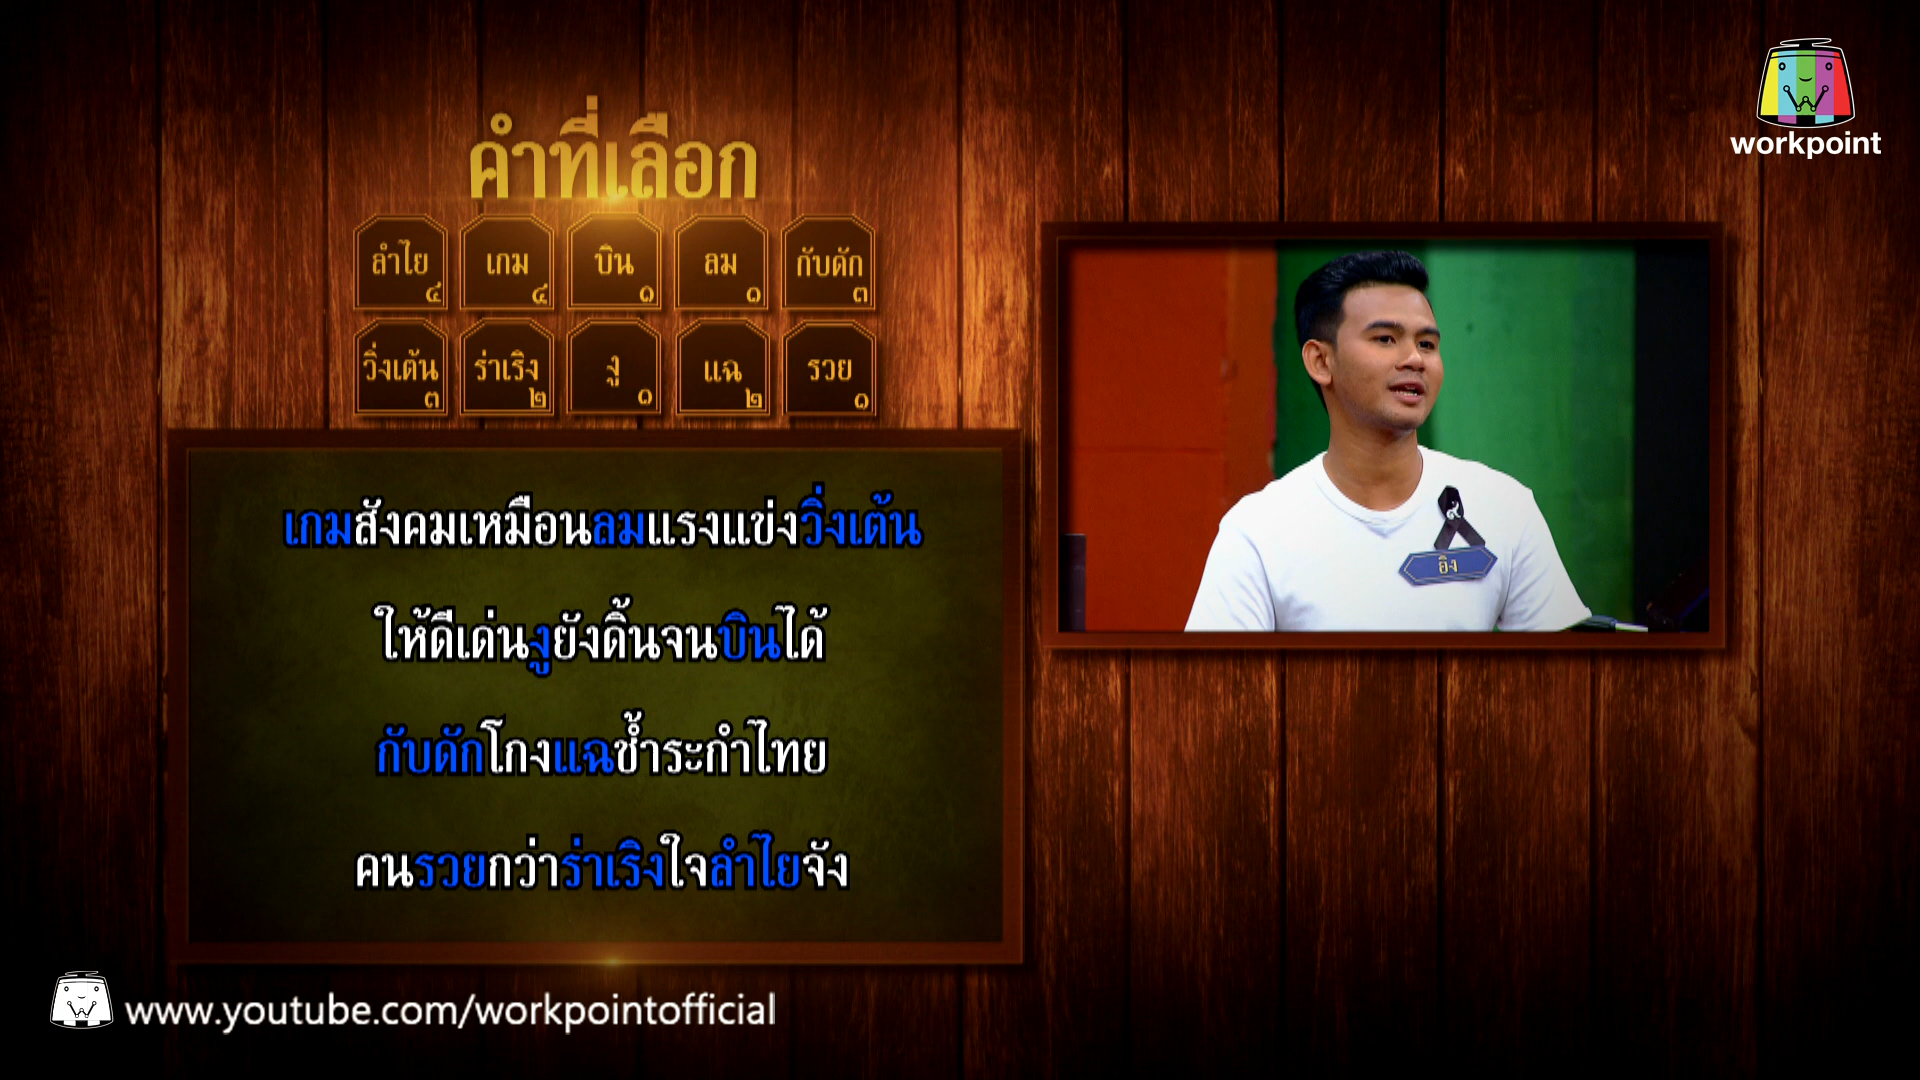 workpoint
คำที่เลือก
ลำไย ๔ เกม ๔ บิน ๑ ลม ๑ กับดัก ๓
วิ่งเต้น ๓ ร่าเริง ๒ งู ๑ แฉ ๒ รวย ๑
เกมสังคมเหมือนลมแรงแข่งวิ่งเต้น
ให้ดีเด่นงูยังดิ้นจนบินได้
กับดักโกงแฉช้ำระกำไทย
คนรวยกว่าร่าเริงใจลำไยจัง
๙
อิง
www.youtube.com/workpointofficial